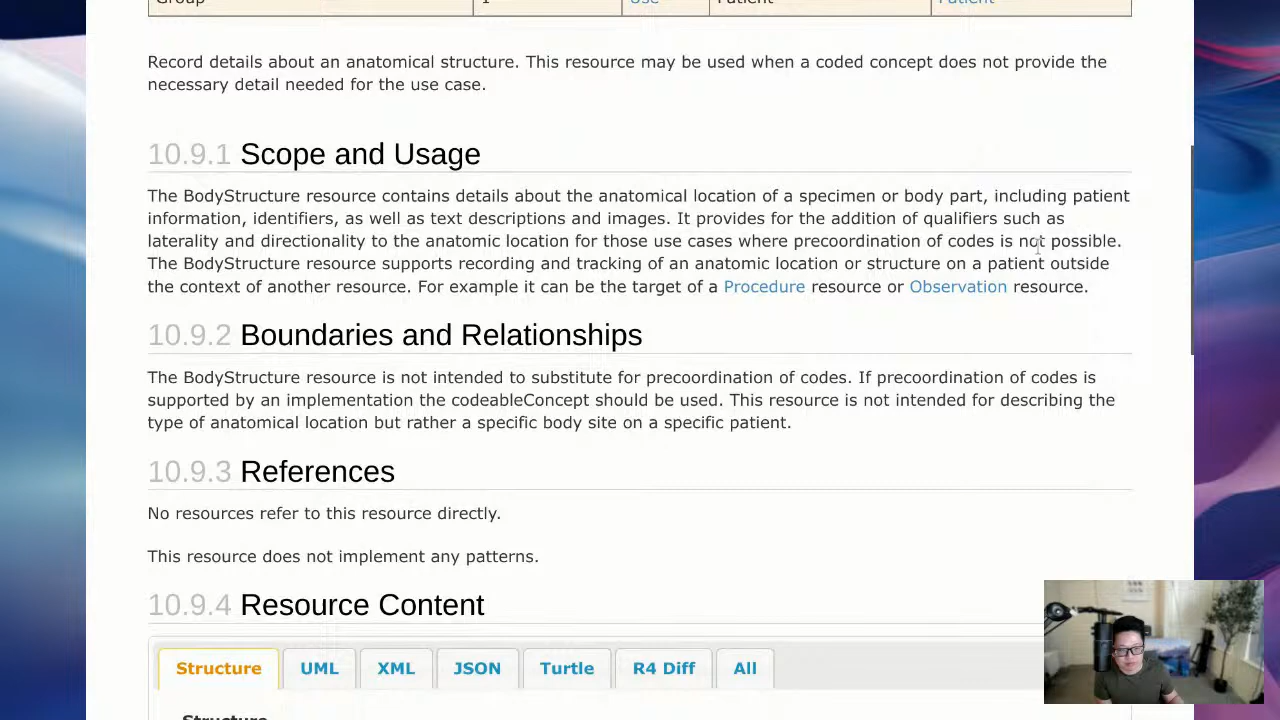 Group 1 Use Patient Patient
Record details about an anatomical structure. This resource may be used when a coded concept does not provide the
necessary detail needed for the use case.
10.9.1 Scope and Usage
The BodyStructure resource contains details about the anatomical location of a specimen or body part, including patient
information, identifiers, as well as text descriptions and images. It provides for the addition of qualifiers such as
laterality and directionality to the anatomic location for those use cases where precoordination of codes is not possible.
The BodyStructure resource supports recording and tracking of an anatomic location or structure on a patient outside
the context of another resource. For example it can be the target of a Procedure resource or Observation resource.
10.9.2 Boundaries and Relationships
The BodyStructure resource is not intended to substitute for precoordination of codes. If precoordination of codes is
supported by an implementation the codeableConcept should be used. This resource is not intended for describing the
type of anatomical location but rather a specific body site on a specific patient.
10.9.3 References
No resources refer to this resource directly.
This resource does not implement any patterns.
10.9.4 Resource Content
Structure UML XML JSON Turtle R4 Diff All
Structure